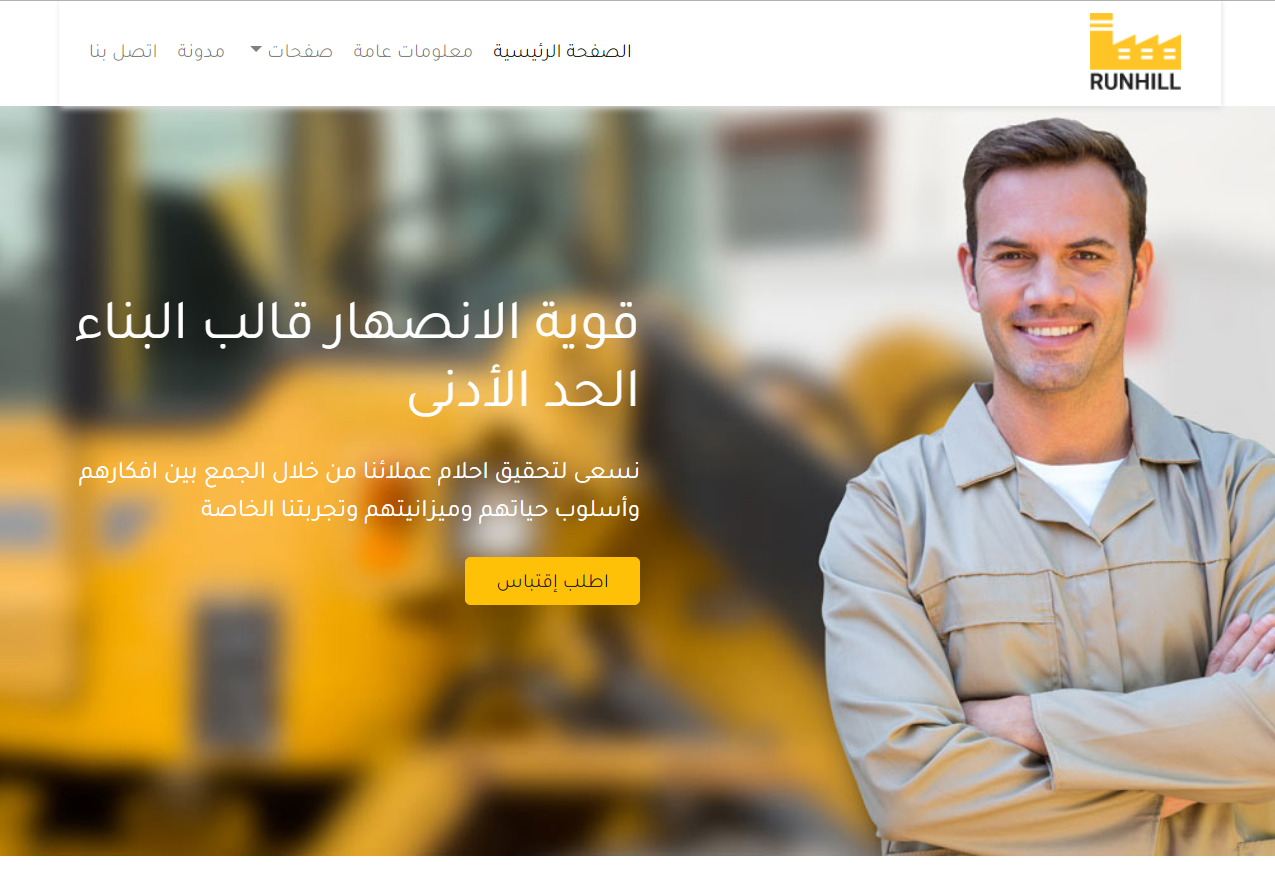 RUNHILL
الصفحة الرئيسية
معلومات عامة
صفحات
مدونة
اتصل بنا
قوية الانصهار قالب البناء
الحد الأدنى
نسعى لتحقيق احلام عملائنا من خلال الجمع بين افكارهم
وأسلوب حياتهم وميزانيتهم وتجربتنا الخاصة
اطلب إقتباس